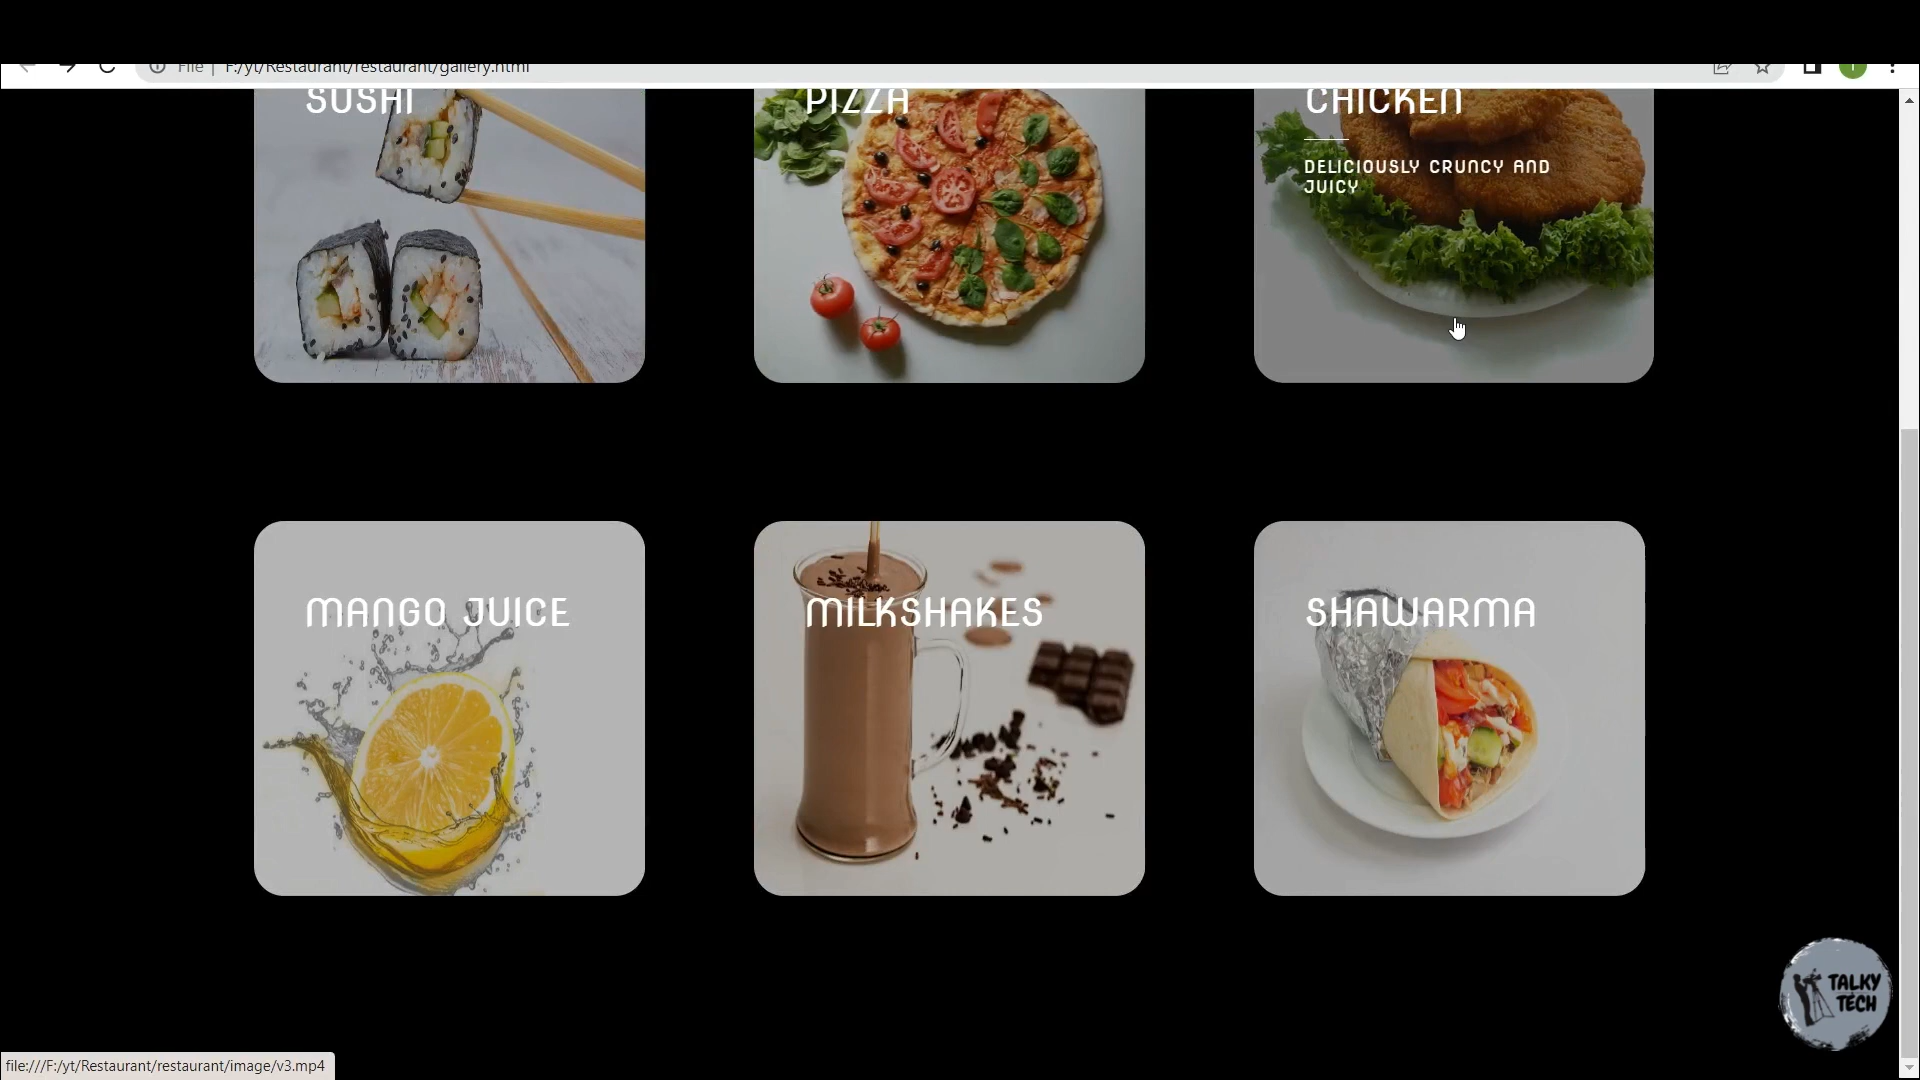 File | F:/yt/Restaurant/restaurant/gallery.html
SUSHI
PIZZA
CHICKEN
DELICIOUSLY CRUNCY AND
JUICY
MANGO JUICE
MILKSHAKES
SHAWARMA
TALKY
TECH
file:///F:/yt/Restaurant/restaurant/image/v3.mp4